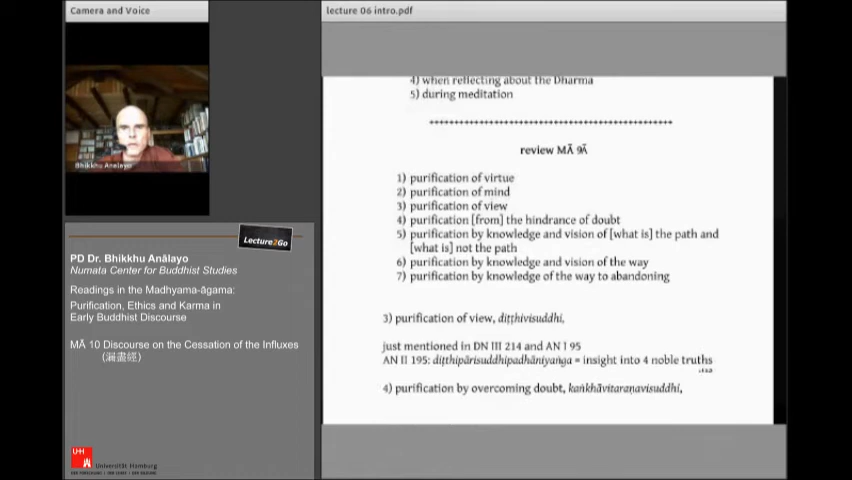 Camera and Voice
lecture 06 intro.pdf
Bhikkhu Anālayo
Lecture2Go
PD Dr. Bhikkhu Anālayo
Numata Center for Buddhist Studies
Readings in the Madhyama-āgama:
Purification, Ethics and Karma in
Early Buddhist Discourse
MĀ 10 Discourse on the Cessation of the Influxes
(漏盡經)
UH
Universität Hamburg
DER FORSCHUNG | DER LEHRE | DER BILDUNG
4) when reflecting about the Dharma
5) during meditation
++++++++++++++++++++++++++++++++++++++++++++++++
review MĀ 9Ā
1) purification of virtue
2) purification of mind
3) purification of view
4) purification [from] the hindrance of doubt
5) purification by knowledge and vision of [what is] the path and
[what is] not the path
6) purification by knowledge and vision of the way
7) purification by knowledge of the way to abandoning
3) purification of view, diṭṭhivisuddhi,
just mentioned in DN III 214 and AN I 95
AN II 195: diṭṭhipārisuddhipadhāniyaṅga = insight into 4 noble truths
4) purification by overcoming doubt, kaṅkhāvitaraṇavisuddhi,